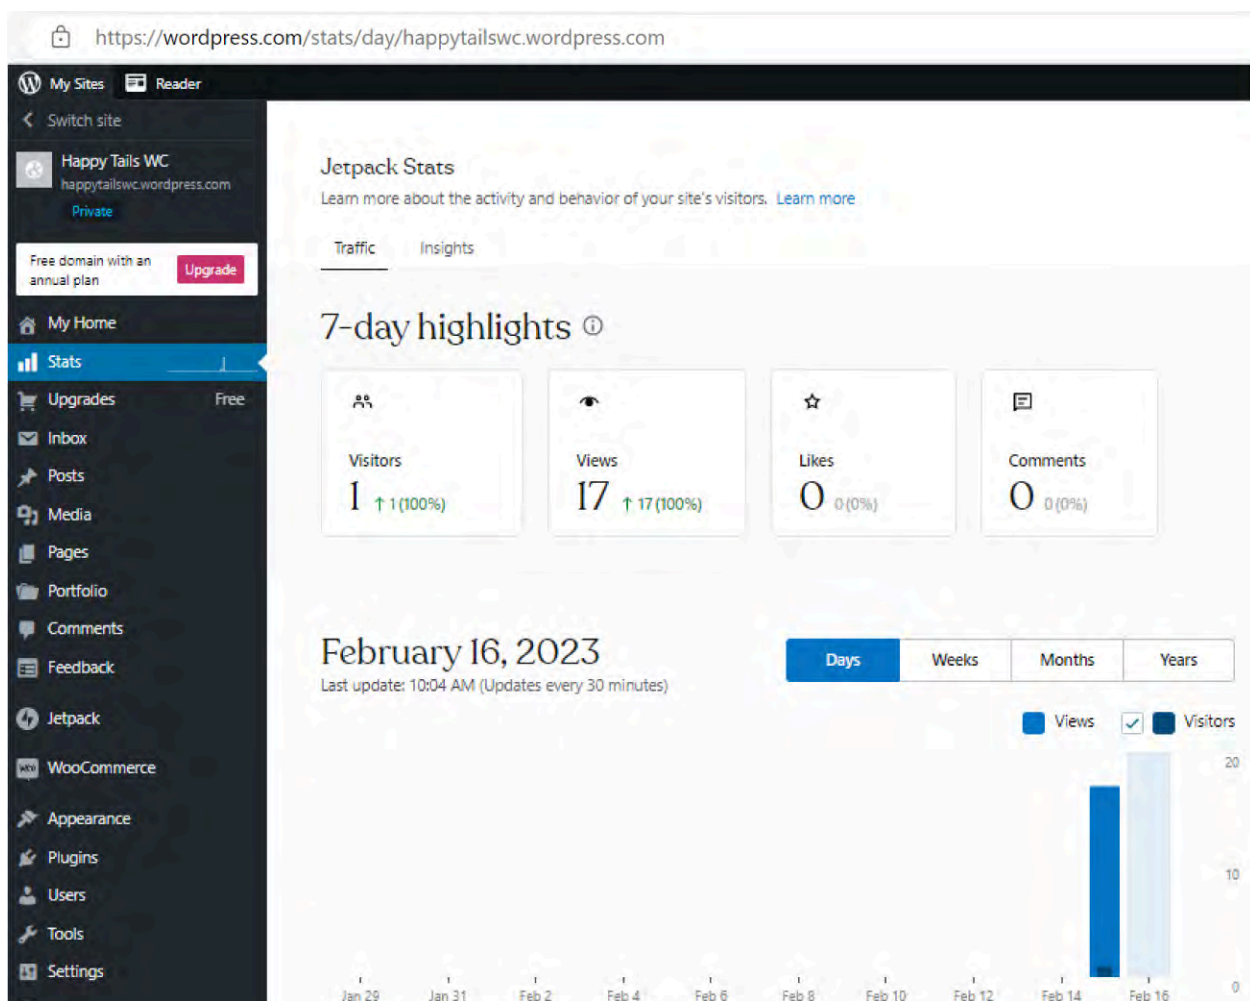 https://wordpress.com/stats/day/happytailswc.wordpress.com
My Sites Reader
Switch site
Happy Tails WC
happytailswc.wordpress.com
Private
Free domain with an
annual plan
Upgrade
My Home
Stats
Upgrades Free
Inbox
Posts
Media
Pages
Portfolio
Comments
Feedback
Jetpack
WooCommerce
Appearance
Plugins
Users
Tools
Settings
Jetpack Stats
Learn more about the activity and behavior of your site's visitors. Learn more
Traffic Insights
7-day highlights
Visitors
1 ↑ 1 (100%)
Views
17 ↑ 17 (100%)
Likes
0 0 (0%)
Comments
0 0 (0%)
February 16, 2023
Last update: 10:04 AM (Updates every 30 minutes)
Days Weeks Months Years
Views Visitors
20
10
0
Jan 29 Jan 31 Feb 2 Feb 4 Feb 6 Feb 8 Feb 10 Feb 12 Feb 14 Feb 16